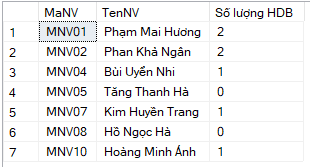 MaNV TenNV Số lượng HDB
1 MNV01 Phạm Mai Hương 2
2 MNV02 Phan Khả Ngân 2
3 MNV04 Bùi Uyển Nhi 1
4 MNV05 Tăng Thanh Hà 0
5 MNV07 Kim Huyền Trang 1
6 MNV08 Hồ Ngọc Hà 0
7 MNV10 Hoàng Minh Ánh 1